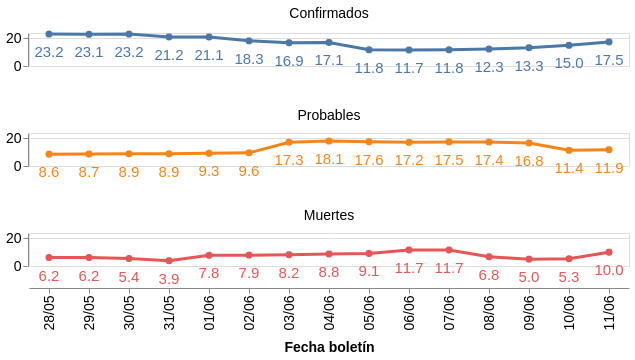 Confirmados
20
0
23.2 23.1 23.2 21.2 21.1 18.3 16.9 17.1 11.8 11.7 11.8 12.3 13.3 15.0 17.5
Probables
20
0
8.6 8.7 8.9 8.9 9.3 9.6 17.3 18.1 17.6 17.2 17.5 17.4 16.8 11.4 11.9
Muertes
20
0
6.2 6.2 5.4 3.9 7.8 7.9 8.2 8.8 9.1 11.7 11.7 6.8 5.0 5.3 10.0
28/05 29/05 30/05 31/05 01/06 02/06 03/06 04/06 05/06 06/06 07/06 08/06 09/06 10/06 11/06
Fecha boletín